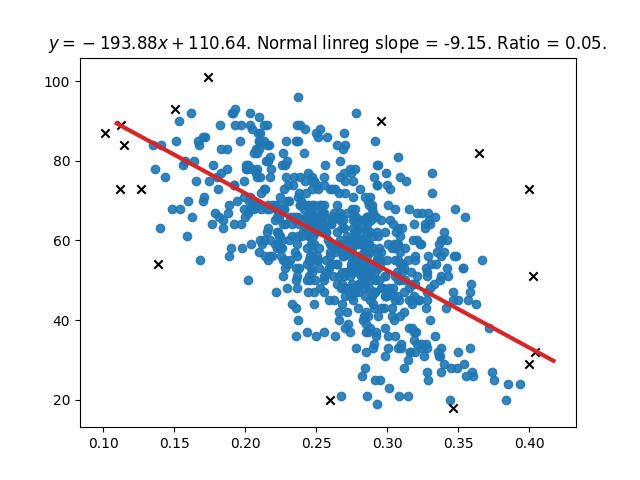 y = − 193.88x + 110.64. Normal linreg slope = -9.15. Ratio = 0.05.
100
80
60
40
20
0.10 0.15 0.20 0.25 0.30 0.35 0.40